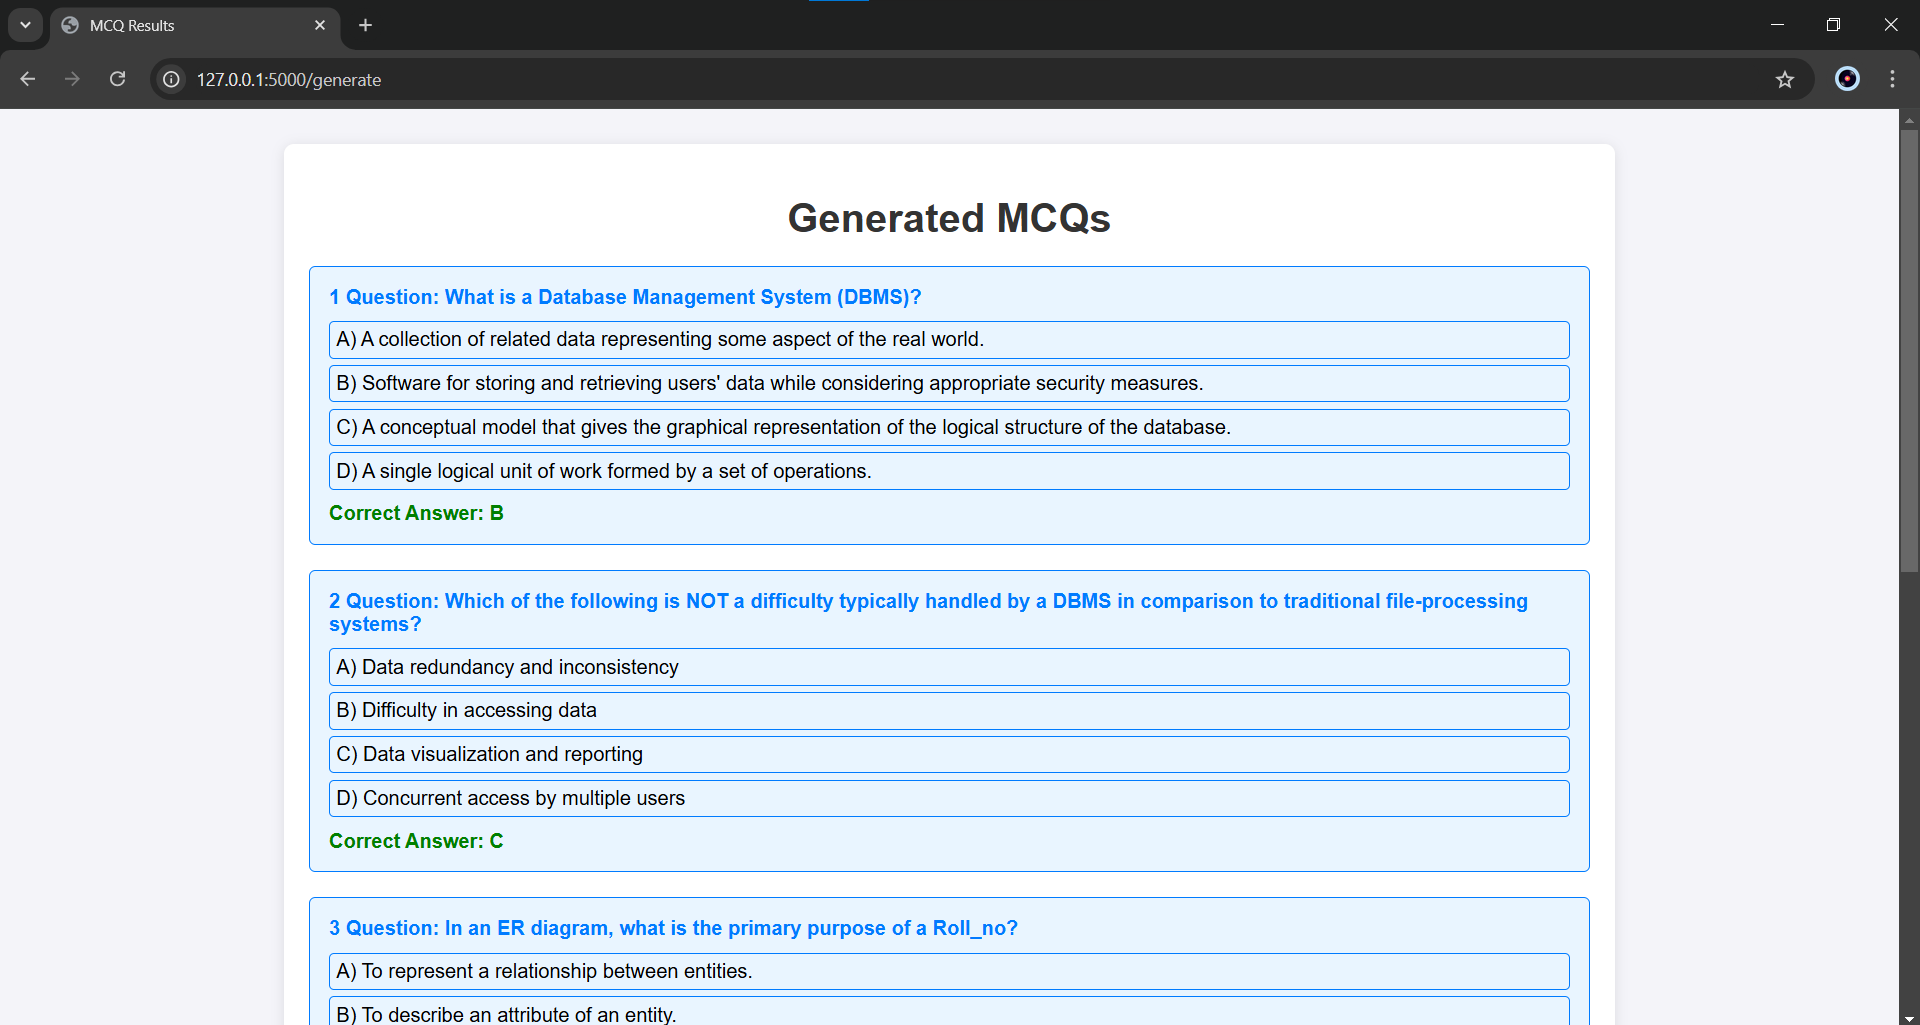 MCQ Results
127.0.0.1:5000/generate
Generated MCQs
1 Question: What is a Database Management System (DBMS)?
A) A collection of related data representing some aspect of the real world.
B) Software for storing and retrieving users' data while considering appropriate security measures.
C) A conceptual model that gives the graphical representation of the logical structure of the database.
D) A single logical unit of work formed by a set of operations.
Correct Answer: B
2 Question: Which of the following is NOT a difficulty typically handled by a DBMS in comparison to traditional file-processing
systems?
A) Data redundancy and inconsistency
B) Difficulty in accessing data
C) Data visualization and reporting
D) Concurrent access by multiple users
Correct Answer: C
3 Question: In an ER diagram, what is the primary purpose of a Roll_no?
A) To represent a relationship between entities.
B) To describe an attribute of an entity.